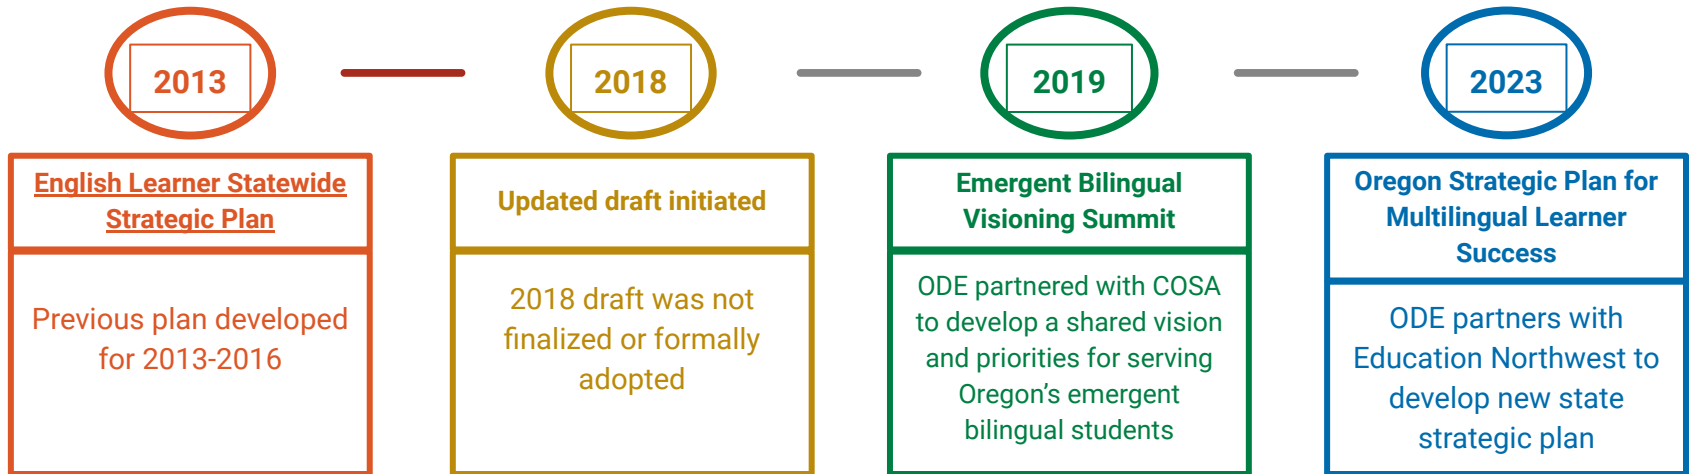 2013
2018
2019
2023
English Learner Statewide
Strategic Plan
Previous plan developed
for 2013-2016
Updated draft initiated
2018 draft was not
finalized or formally
adopted
Emergent Bilingual
Visioning Summit
ODE partnered with COSA
to develop a shared vision
and priorities for serving
Oregon’s emergent
bilingual students
Oregon Strategic Plan for
Multilingual Learner
Success
ODE partners with
Education Northwest to
develop new state
strategic plan